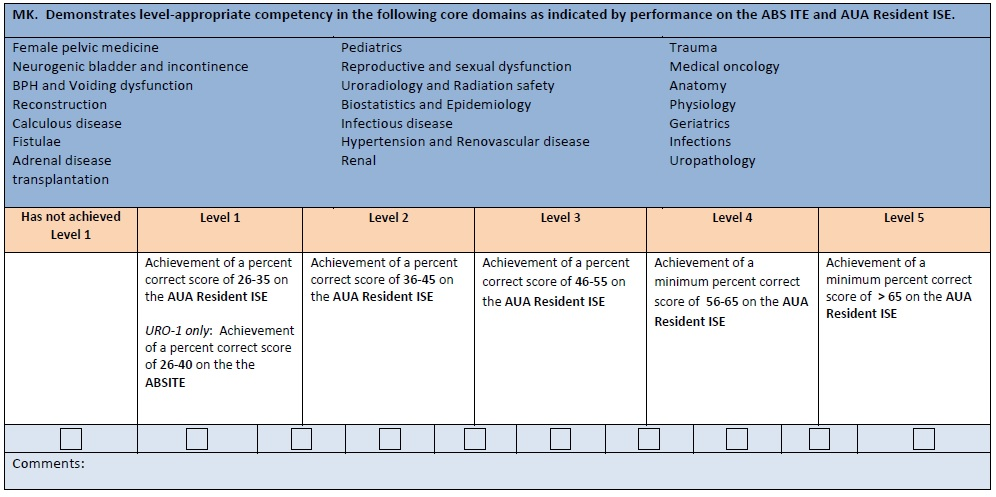 MK.  Demonstrates level-appropriate competency in the following core domains as indicated by performance on the ABS ITE and AUA Resident ISE.
Female pelvic medicine
Neurogenic bladder and incontinence
BPH and Voiding dysfunction
Reconstruction
Calculous disease
Fistulae
Adrenal disease
transplantation
Pediatrics
Reproductive and sexual dysfunction
Uroradiology and Radiation safety
Biostatistics and Epidemiology
Infectious disease
Hypertension and Renovascular disease
Renal
Trauma
Medical oncology
Anatomy
Physiology
Geriatrics
Infections
Uropathology
Has not achieved
Level 1
Level 1
Level 2
Level 3
Level 4
Level 5
Achievement of a percent
correct score of 26-35 on
the AUA Resident ISE
URO-1 only:  Achievement
of a percent correct score
of 26-40 on the the
ABSITE
Achievement of a percent
correct score of 36-45 on
the AUA Resident ISE
Achievement of a percent
correct score of 46-55 on
the AUA Resident ISE
Achievement of a
minimum percent correct
score of  56-65 on the AUA
Resident ISE
Achievement of a
minimum percent correct
score of  > 65 on the AUA
Resident ISE
Comments: